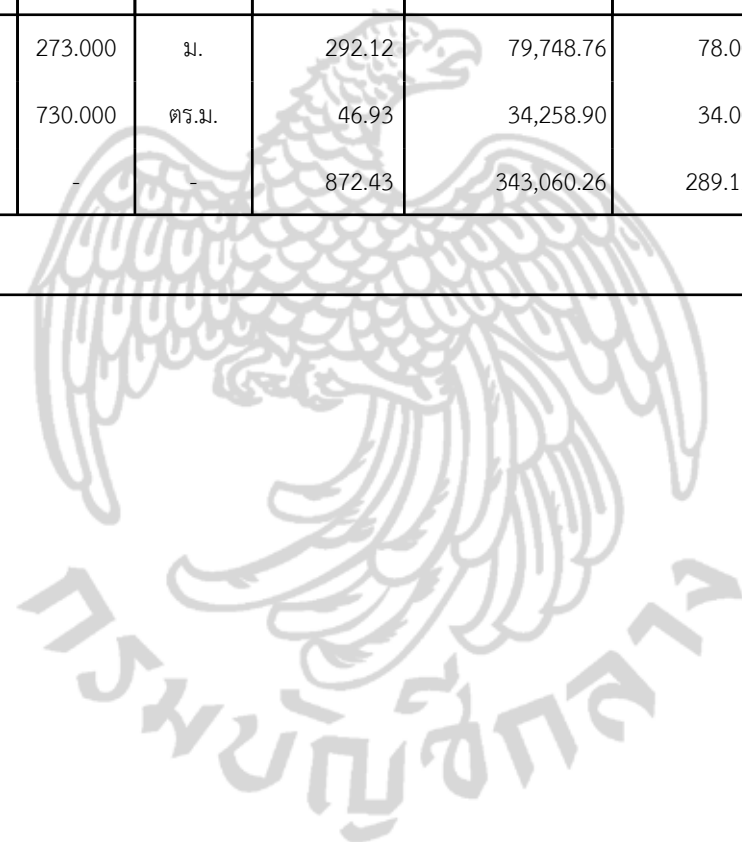 273.000 ม. 292.12 79,748.76 78.0
730.000 ตร.ม. 46.93 34,258.90 34.0
- - 872.43 343,060.26 289.1
กรมบัญชีกลาง